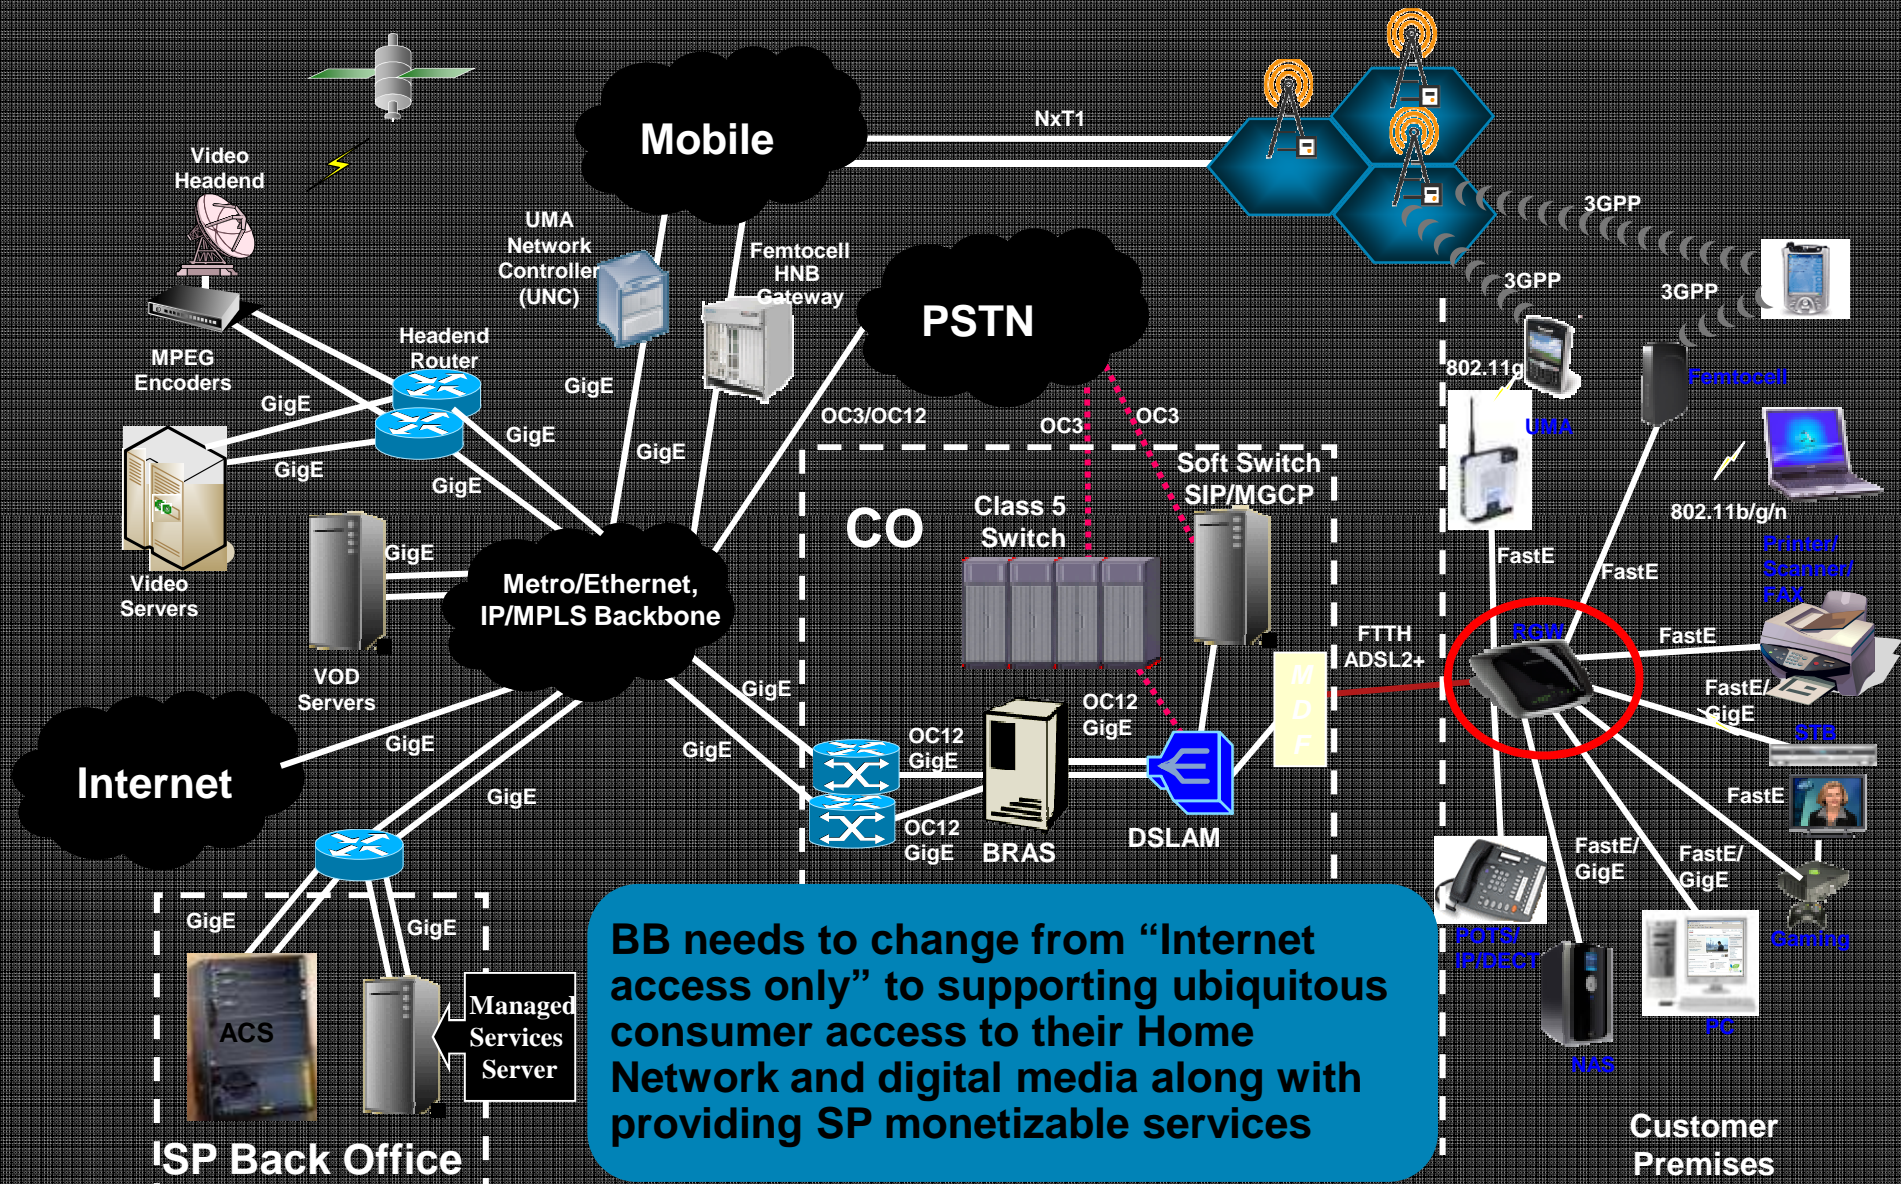 Mobile
NxT1
Video
Headend
3GPP
UMA
Network
Controller
(UNC)
Femtocell
HNB
Gateway
3GPP
3GPP
PSTN
MPEG
Encoders
Headend
Router
GigE
GigE
802.11g
Femtocell
OC3/OC12
OC3
OC3
UMA
GigE
GigE
GigE
GigE
Soft Switch
SIP/MGCP
CO
Class 5
Switch
802.11b/g/n
GigE
FastE
FastE
Printer/
Scanner/
FAX
Video
Servers
Metro/Ethernet,
IP/MPLS Backbone
FTTH
ADSL2+
RGW
FastE
VOD
Servers
GigE
M
D
F
OC12
GigE
FastE/
GigE
STB
GigE
GigE
OC12
GigE
Internet
GigE
FastE
OC12
GigE
BRAS
DSLAM
FastE/
GigE
FastE/
GigE
GigE
GigE
POTS/
IP/DECT
Gaming
BB needs to change from “Internet
access only” to supporting ubiquitous
consumer access to their Home
Network and digital media along with
providing SP monetizable services
ACS
Managed
Services
Server
PC
NAS
SP Back Office
Customer
Premises